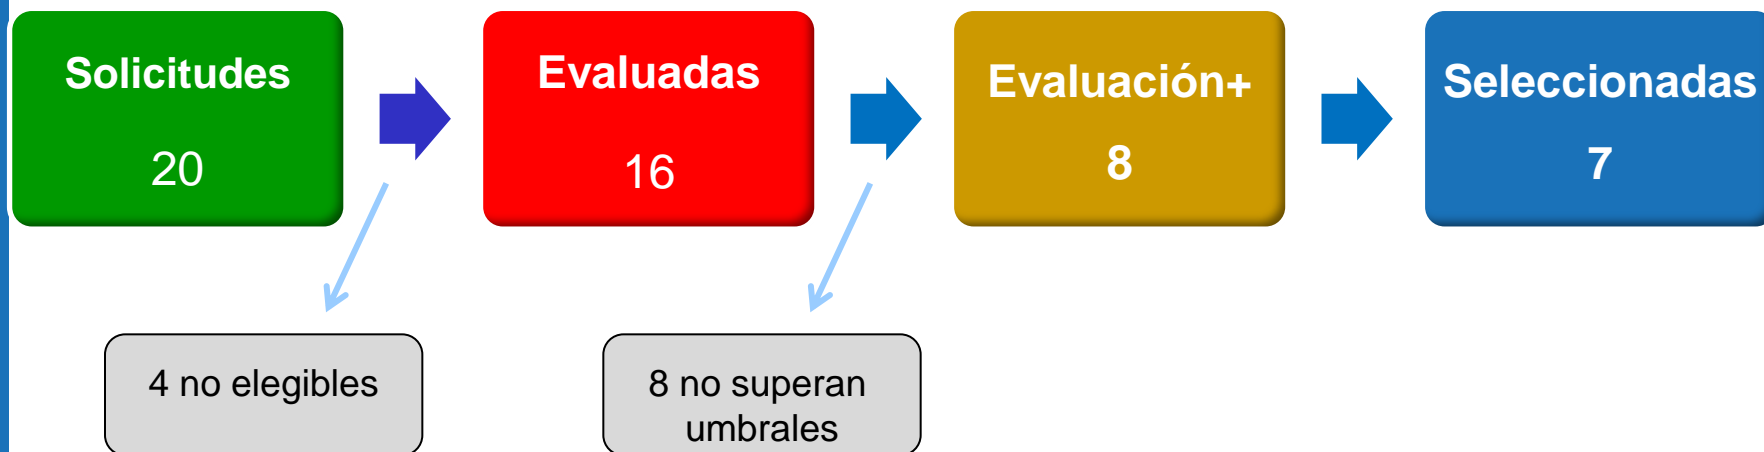 Solicitudes
20
Evaluadas
16
Evaluación+
8
Seleccionadas
7
4 no elegibles
8 no superan
umbrales